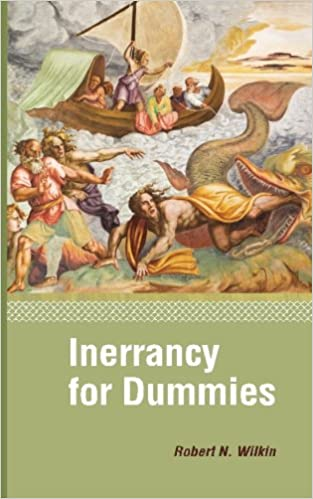 Inerrancy
for Dummies
Robert N. Wilkin